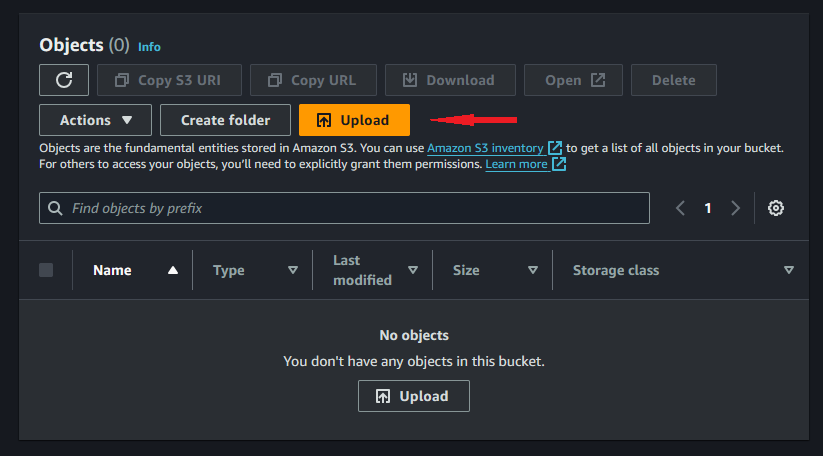 Objects (0) Info
Copy S3 URI Copy URL Download Open Delete
Actions Create folder Upload
Objects are the fundamental entities stored in Amazon S3. You can use Amazon S3 inventory to get a list of all objects in your bucket.
For others to access your objects, you’ll need to explicitly grant them permissions. Learn more
Find objects by prefix 1
Name Type Last modified Size Storage class
No objects
You don't have any objects in this bucket.
Upload